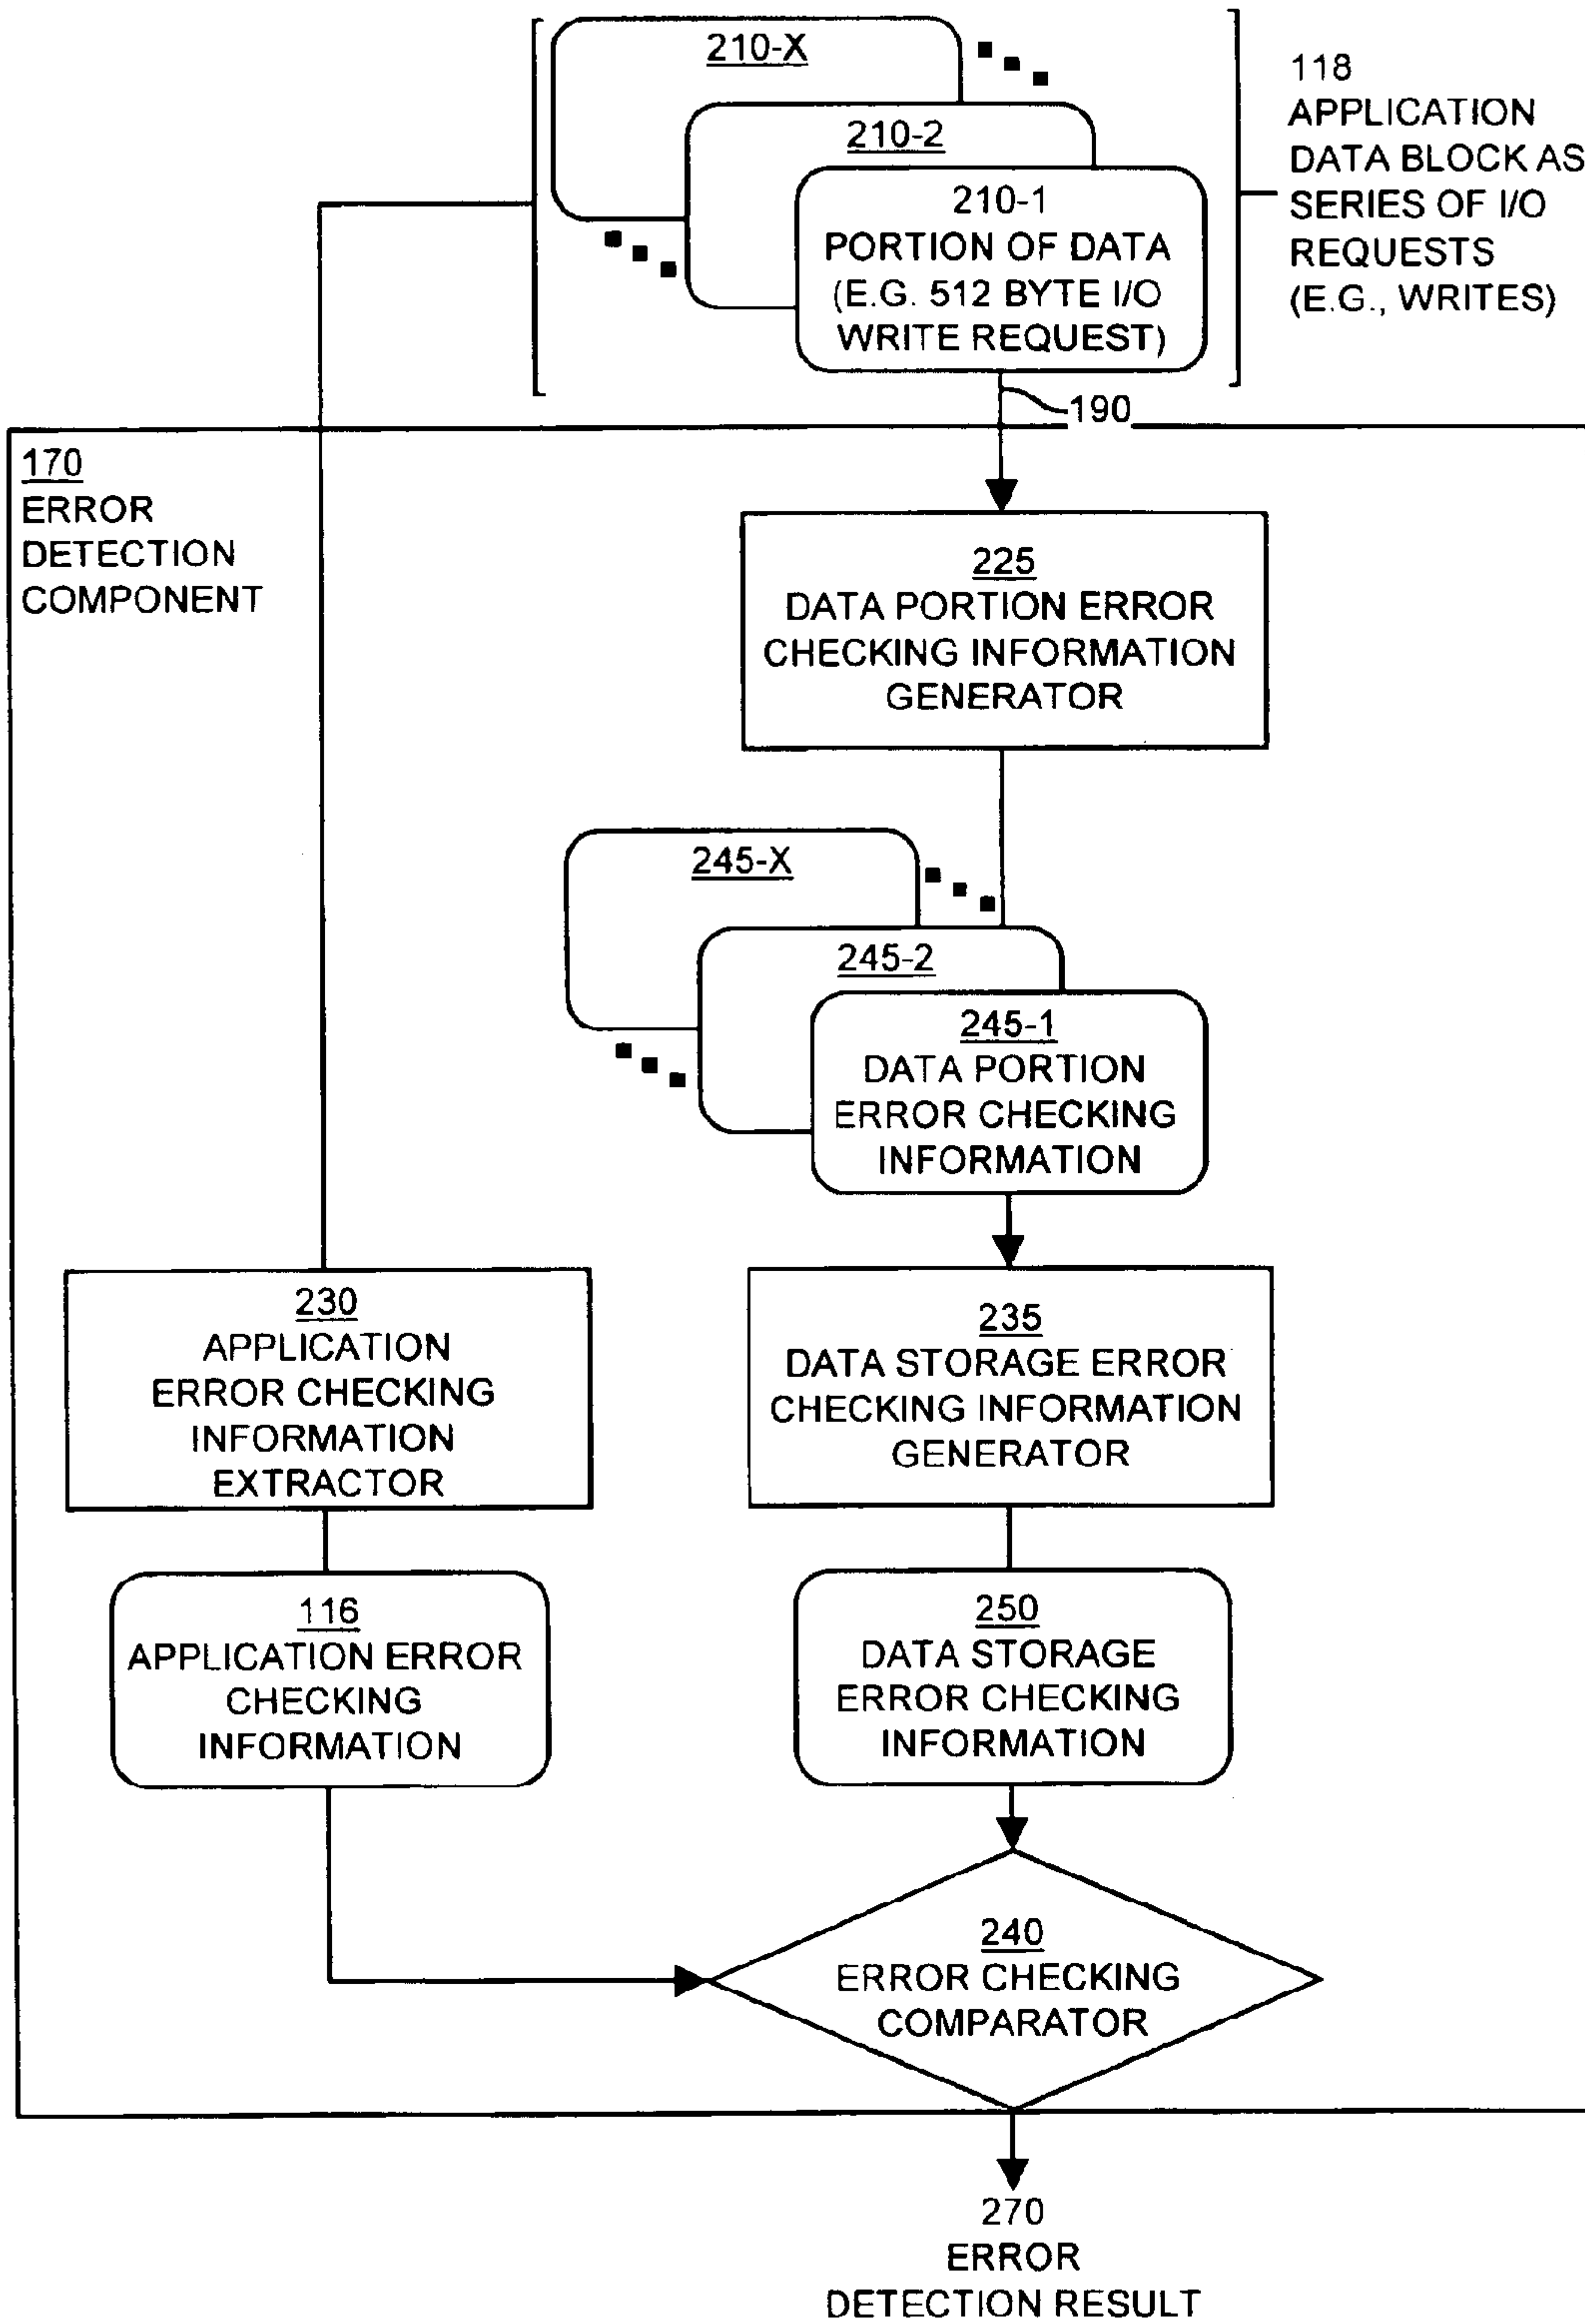 210-X
210-2
210-1
PORTION OF DATA
(E.G. 512 BYTE I/O
WRITE REQUEST)
118
APPLICATION
DATA BLOCK AS
SERIES OF I/O
REQUESTS
(E.G., WRITES)
190
170
ERROR
DETECTION
COMPONENT
225
DATA PORTION ERROR
CHECKING INFORMATION
GENERATOR
245-X
245-2
245-1
DATA PORTION
ERROR CHECKING
INFORMATION
230
APPLICATION
ERROR CHECKING
INFORMATION
EXTRACTOR
235
DATA STORAGE ERROR
CHECKING INFORMATION
GENERATOR
116
APPLICATION ERROR
CHECKING
INFORMATION
250
DATA STORAGE
ERROR CHECKING
INFORMATION
240
ERROR CHECKING
COMPARATOR
270
ERROR
DETECTION RESULT